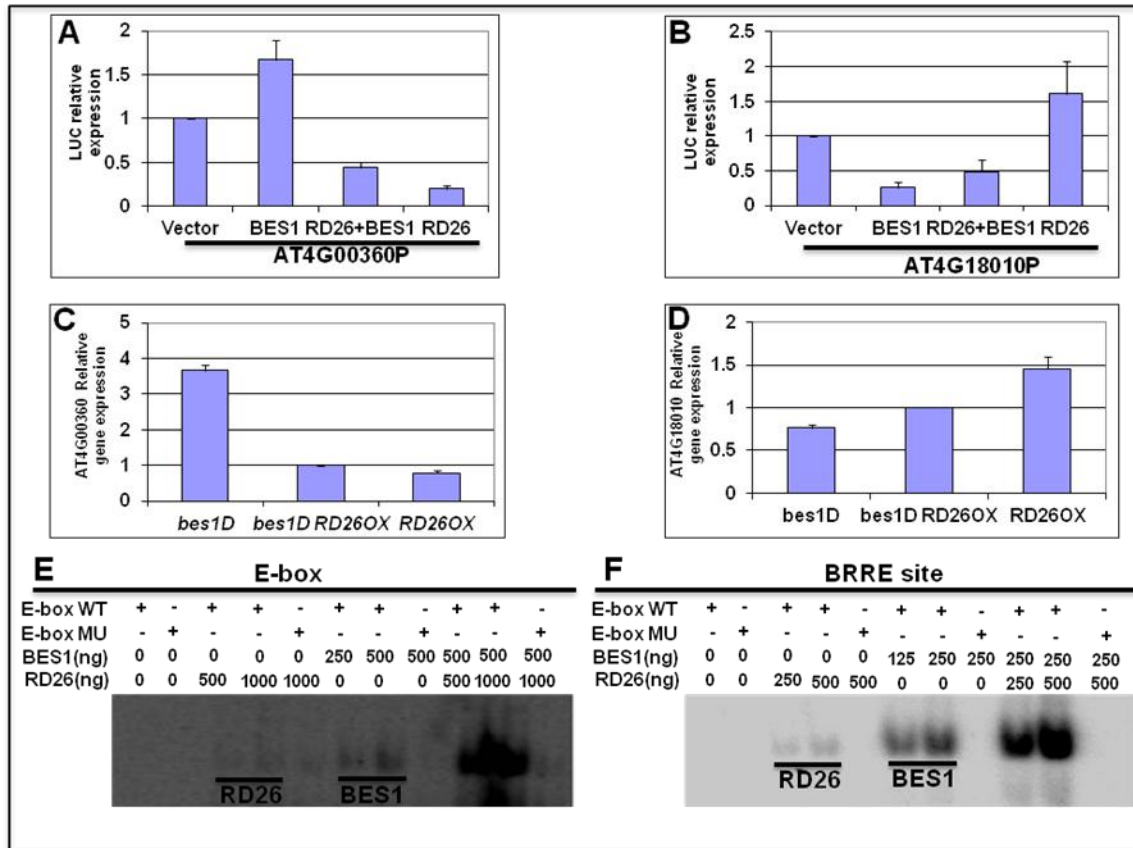 A
LUC relative
expression
2
1.5
1
0.5
0
Vector BES1 RD26+BES1 RD26
AT4G00360P
B
LUC relative
expression
2.5
2
1.5
1
0.5
0
Vector BES1 RD26+BES1 RD26
AT4G18010P
C
AT4G00360 Relative
gene expression
5
4
3
2
1
0
bes1D bes1D RD26OX RD26OX
D
AT4G18010 Relative
gene expression
2
1.5
1
0.5
0
bes1D bes1D RD26OX RD26OX
E E-box
E-box WT + - + + - + + - + + -
E-box MU - + - - + - - + - - +
BES1(ng) 0 0 0 0 0 250 500 500 500 500 500
RD26(ng) 0 0 500 1000 1000 0 0 0 500 1000 1000
RD26 BES1
F BRRE site
E-box WT + - + + - + + - + + -
E-box MU - + - - + - - + - - +
BES1(ng) 0 0 0 0 0 125 250 250 250 250 250
RD26(ng) 0 0 250 500 500 0 0 0 250 500 500
RD26 BES1